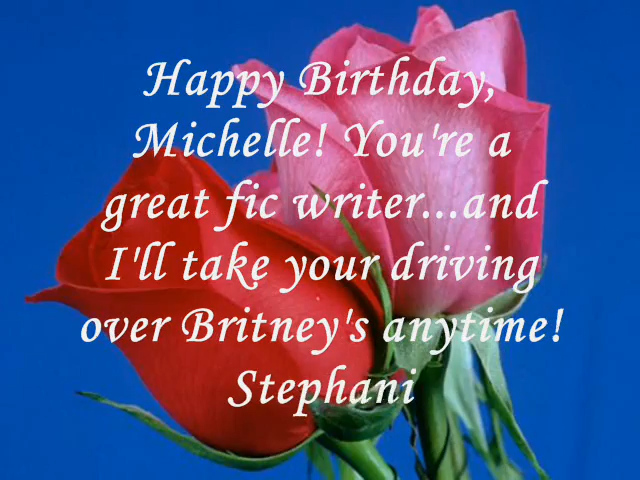 Happy Birthday,
Michelle! You're a
great fic writer...and
I'll take your driving
over Britney's anytime!
Stephani